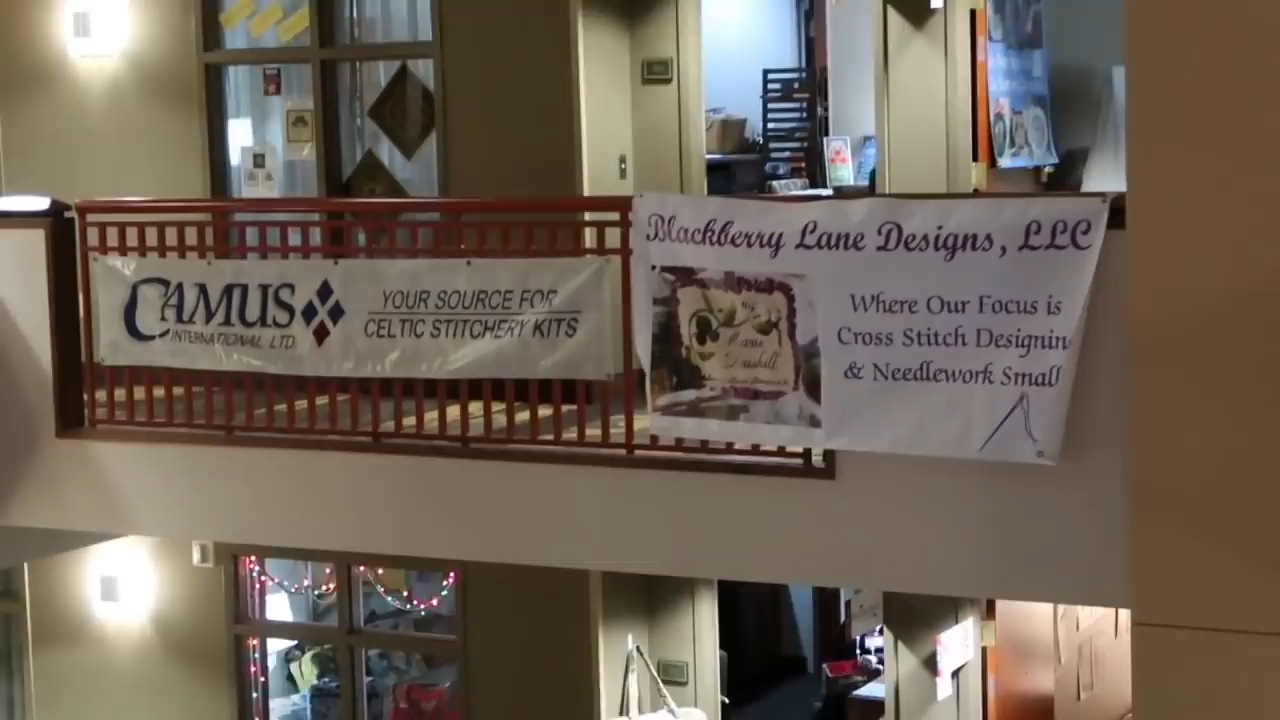 CAMUS
INTERNATIONAL LTD.
YOUR SOURCE FOR
CELTIC STITCHERY KITS
Blackberry Lane Designs, LLC
Where Our Focus is
Cross Stitch Designin
& Needlework Small